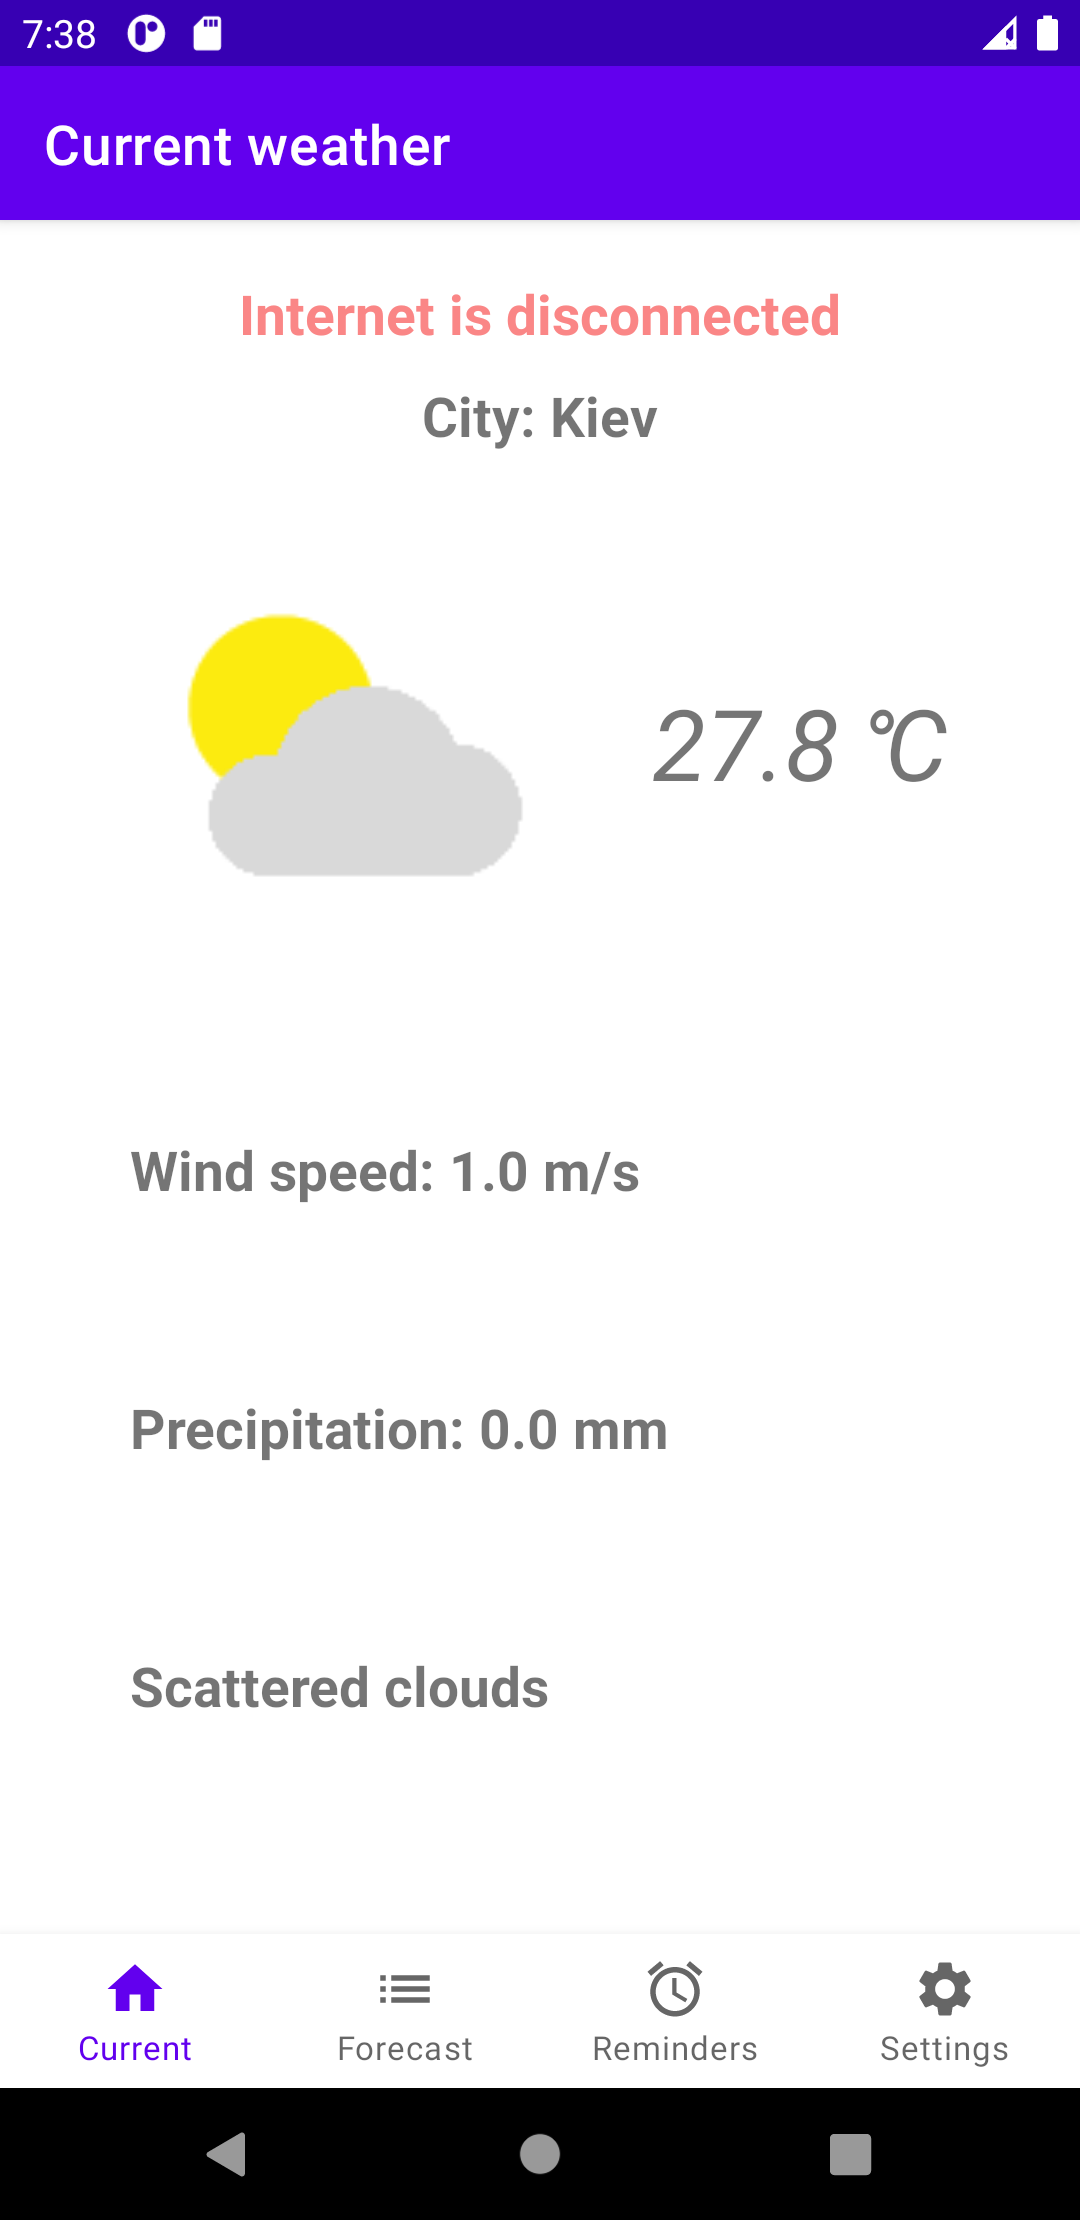 7:38
Current weather
Internet is disconnected
City: Kiev
27.8 ℃
Wind speed: 1.0 m/s
Precipitation: 0.0 mm
Scattered clouds
Current Forecast Reminders Settings